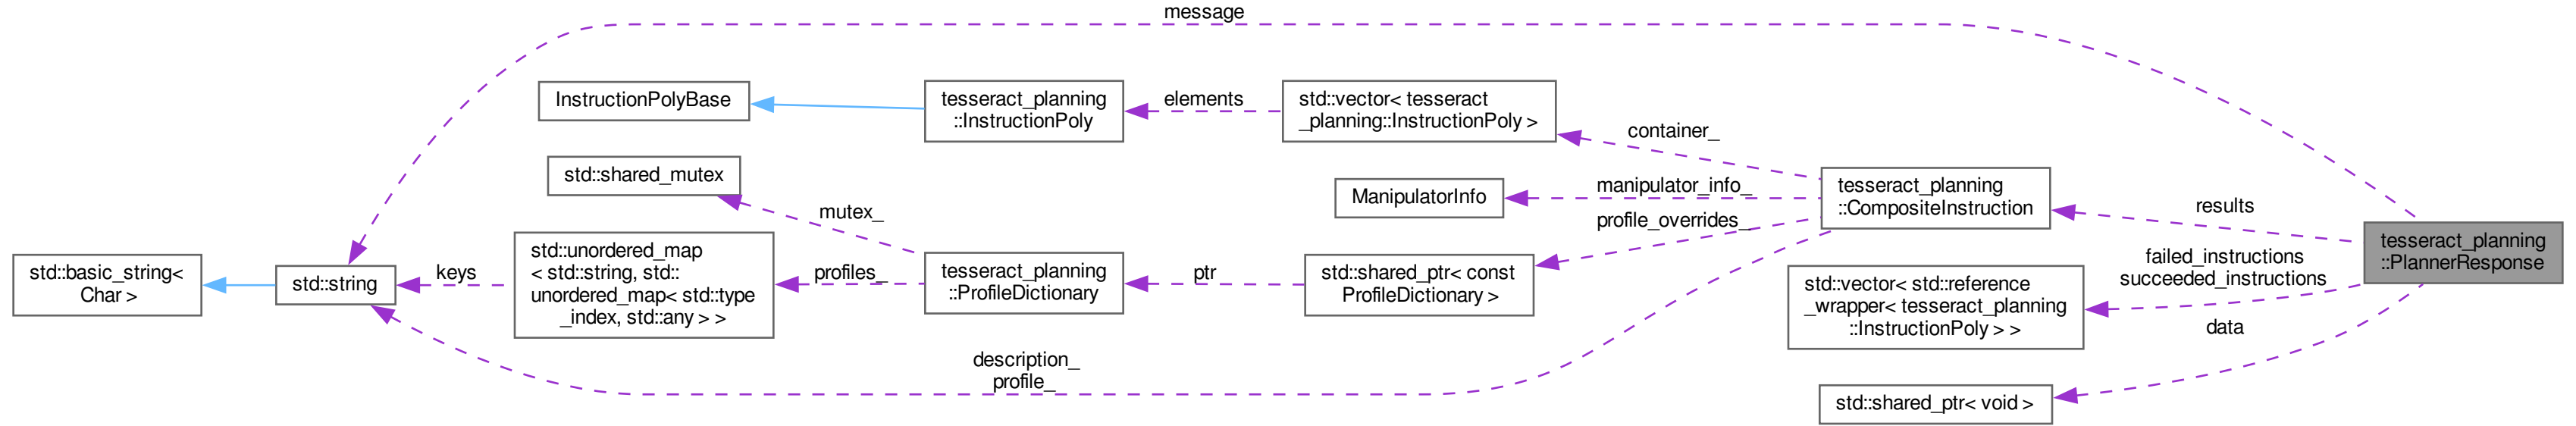 message
InstructionPolyBase
tesseract_planning
::InstructionPoly
elements
std::vector< tesseract
_planning::InstructionPoly >
container_
std::shared_mutex
mutex_
ManipulatorInfo
manipulator_info_
tesseract_planning
::CompositeInstruction
results
profile_overrides_
tesseract_planning
::PlannerResponse
std::basic_string<
Char >
std::string
keys
std::unordered_map
< std::string, std::
unordered_map< std::type
_index, std::any > >
profiles_
tesseract_planning
::ProfileDictionary
ptr
std::shared_ptr< const
ProfileDictionary >
failed_instructions
succeeded_instructions
std::vector< std::reference
_wrapper< tesseract_planning
::InstructionPoly > >
data
description_
profile_
std::shared_ptr< void >